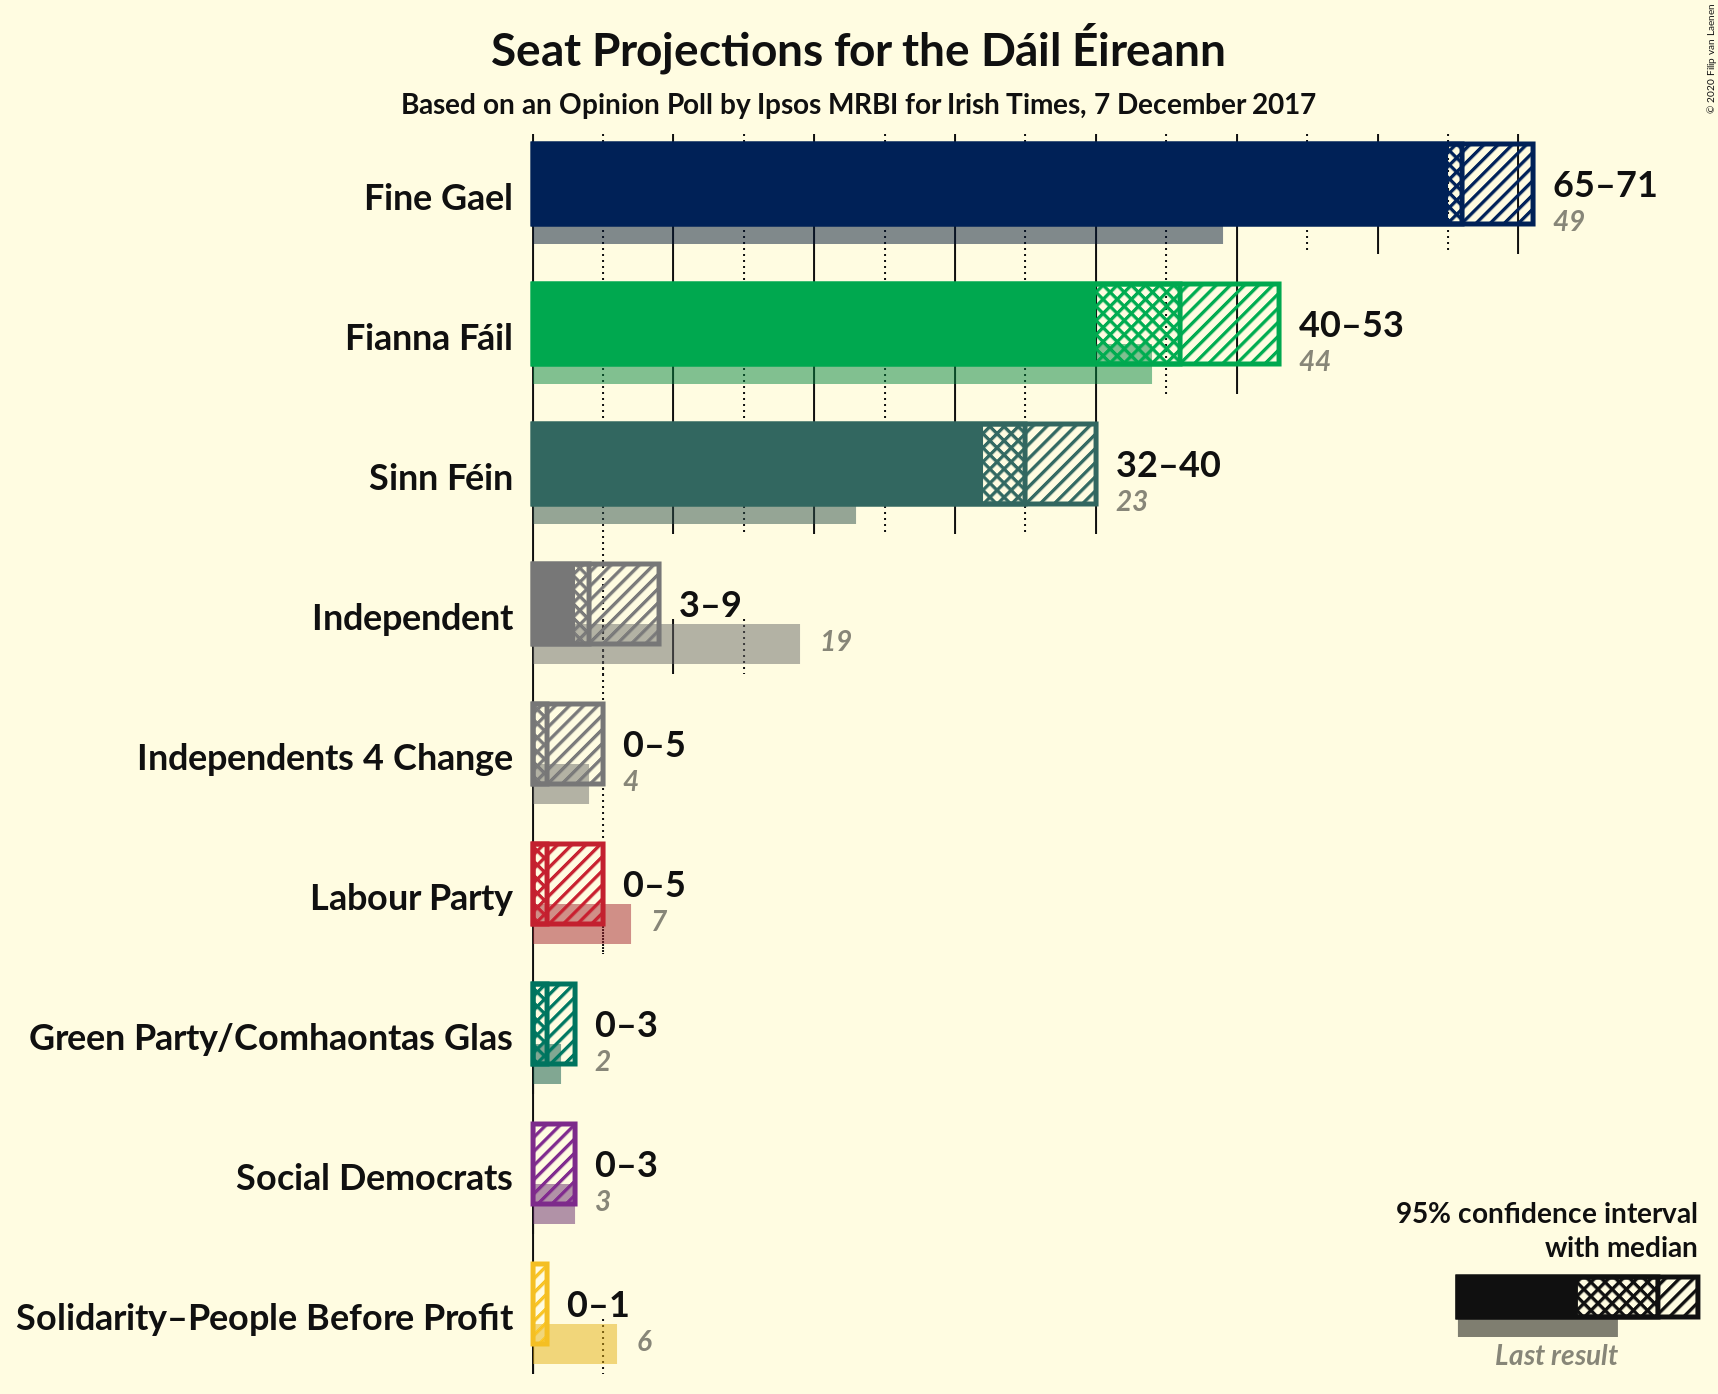 Seat Projections for the Dáil Éireann
Based on an Opinion Poll by Ipsos MRBI for Irish Times, 7 December 2017
© 2020 Filip van Laenen
Fine Gael
65–71
49
Fianna Fáil
40–53
44
Sinn Féin
32–40
23
Independent
3–9
19
Independents 4 Change
0–5
4
Labour Party
0–5
7
Green Party/Comhaontas Glas
0–3
2
Social Democrats
0–3
3
Solidarity–People Before Profit
0–1
6
95% confidence interval
with median
Last result